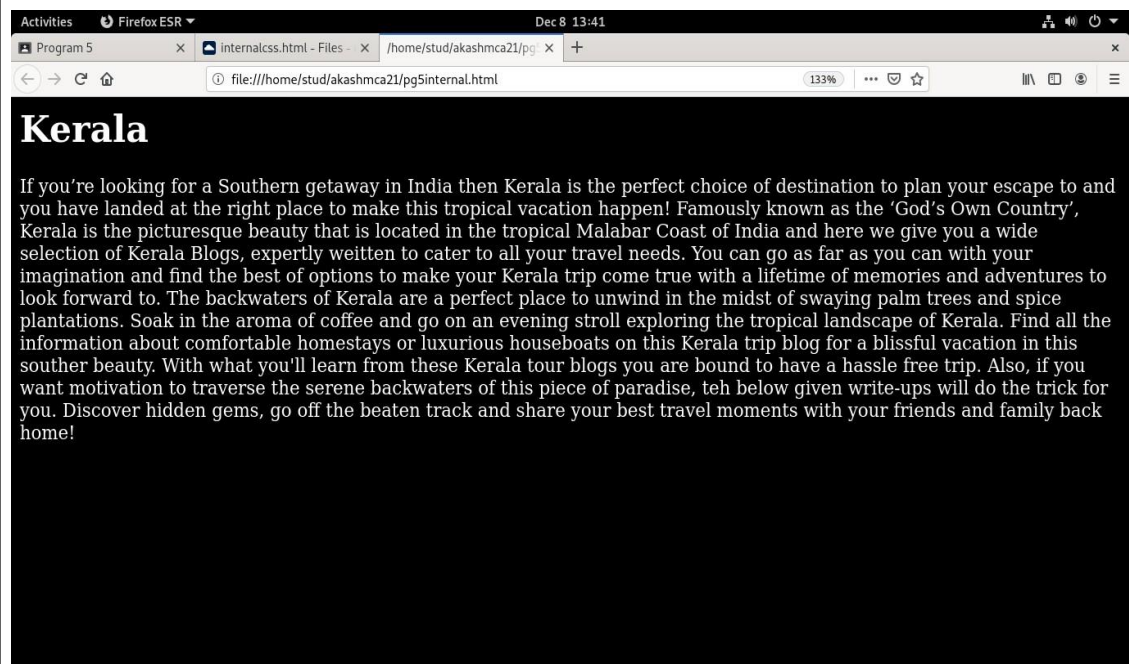 Activities Firefox ESR Dec 8 13:41
Program 5 internalcss.html - Files - /home/stud/akashmca21/pg5
file:///home/stud/akashmca21/pg5internal.html 133%
Kerala
If you’re looking for a Southern getaway in India then Kerala is the perfect choice of destination to plan your escape to and
you have landed at the right place to make this tropical vacation happen! Famously known as the ‘God’s Own Country’,
Kerala is the picturesque beauty that is located in the tropical Malabar Coast of India and here we give you a wide
selection of Kerala Blogs, expertly weitten to cater to all your travel needs. You can go as far as you can with your
imagination and find the best of options to make your Kerala trip come true with a lifetime of memories and adventures to
look forward to. The backwaters of Kerala are a perfect place to unwind in the midst of swaying palm trees and spice
plantations. Soak in the aroma of coffee and go on an evening stroll exploring the tropical landscape of Kerala. Find all the
information about comfortable homestays or luxurious houseboats on this Kerala trip blog for a blissful vacation in this
souther beauty. With what you'll learn from these Kerala tour blogs you are bound to have a hassle free trip. Also, if you
want motivation to traverse the serene backwaters of this piece of paradise, teh below given write-ups will do the trick for
you. Discover hidden gems, go off the beaten track and share your best travel moments with your friends and family back
home!